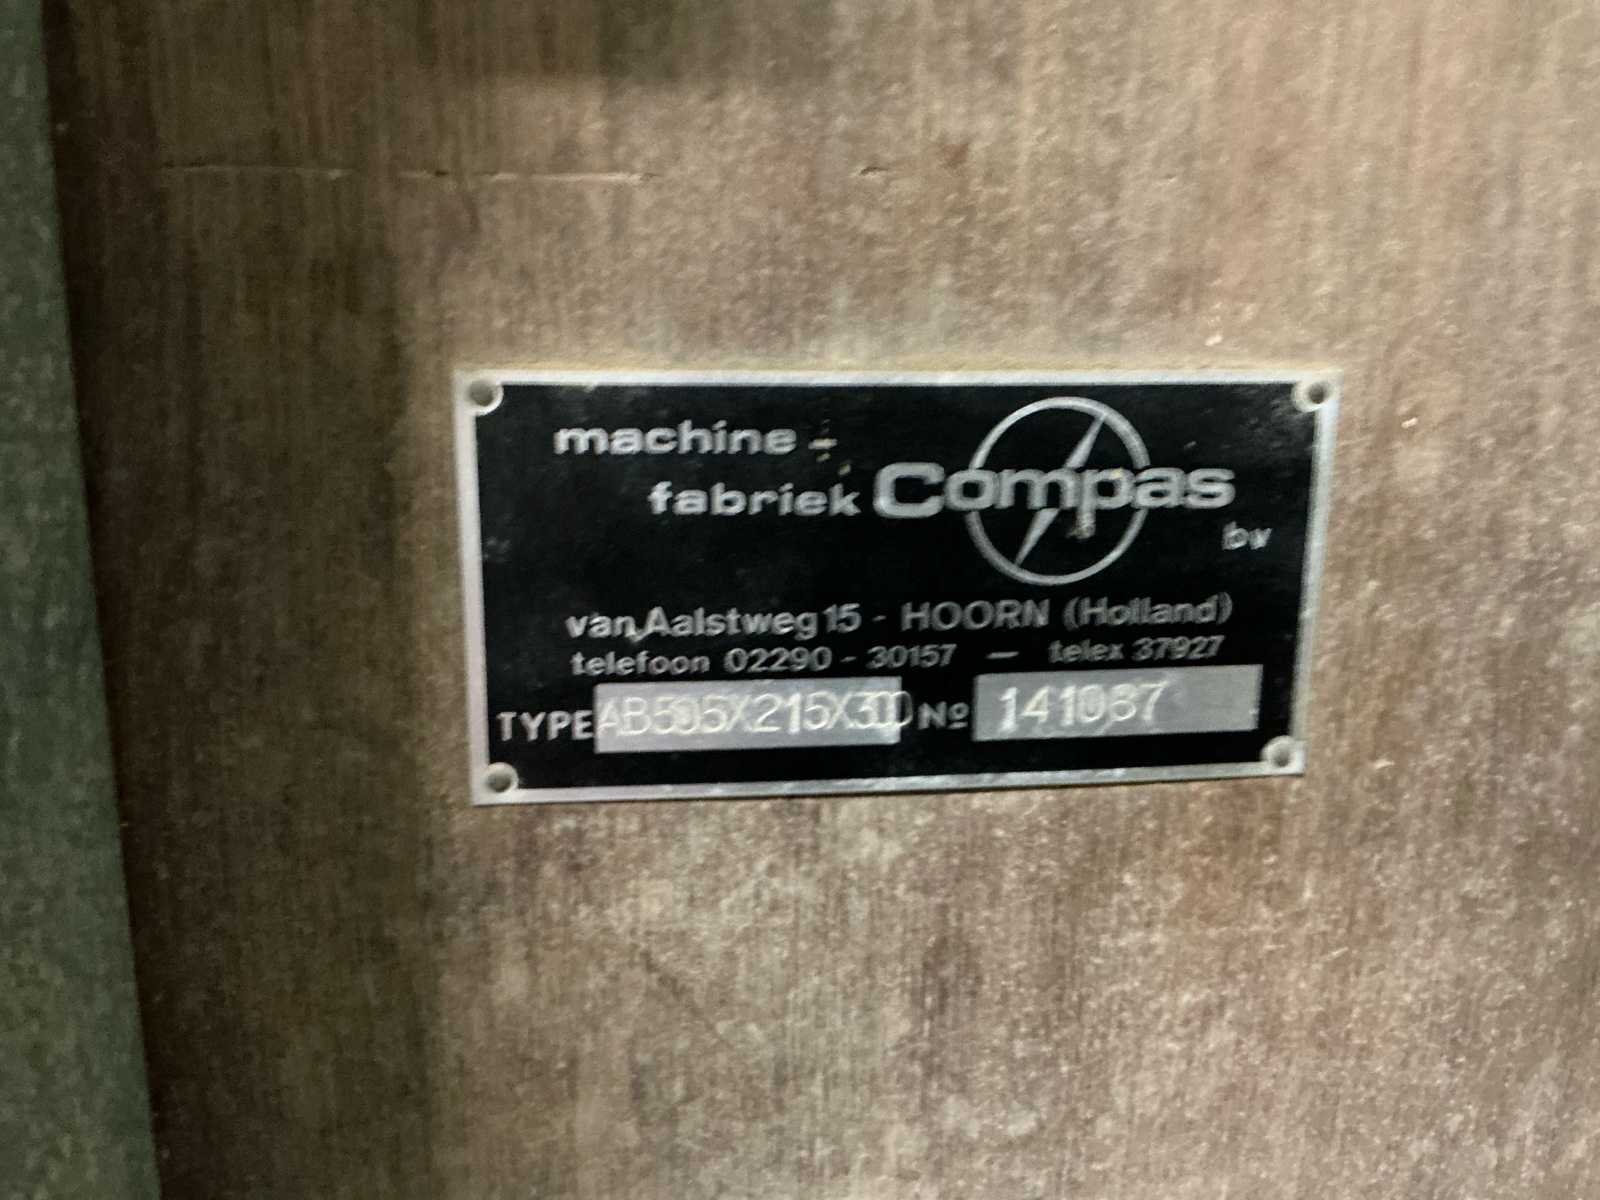 machine-
fabriek Compas
bv
van Aalstweg 15 - HOORN (Holland)
telefoon 02290 - 30157 — telex 37927
TYPE AB505X215X300 № 141087